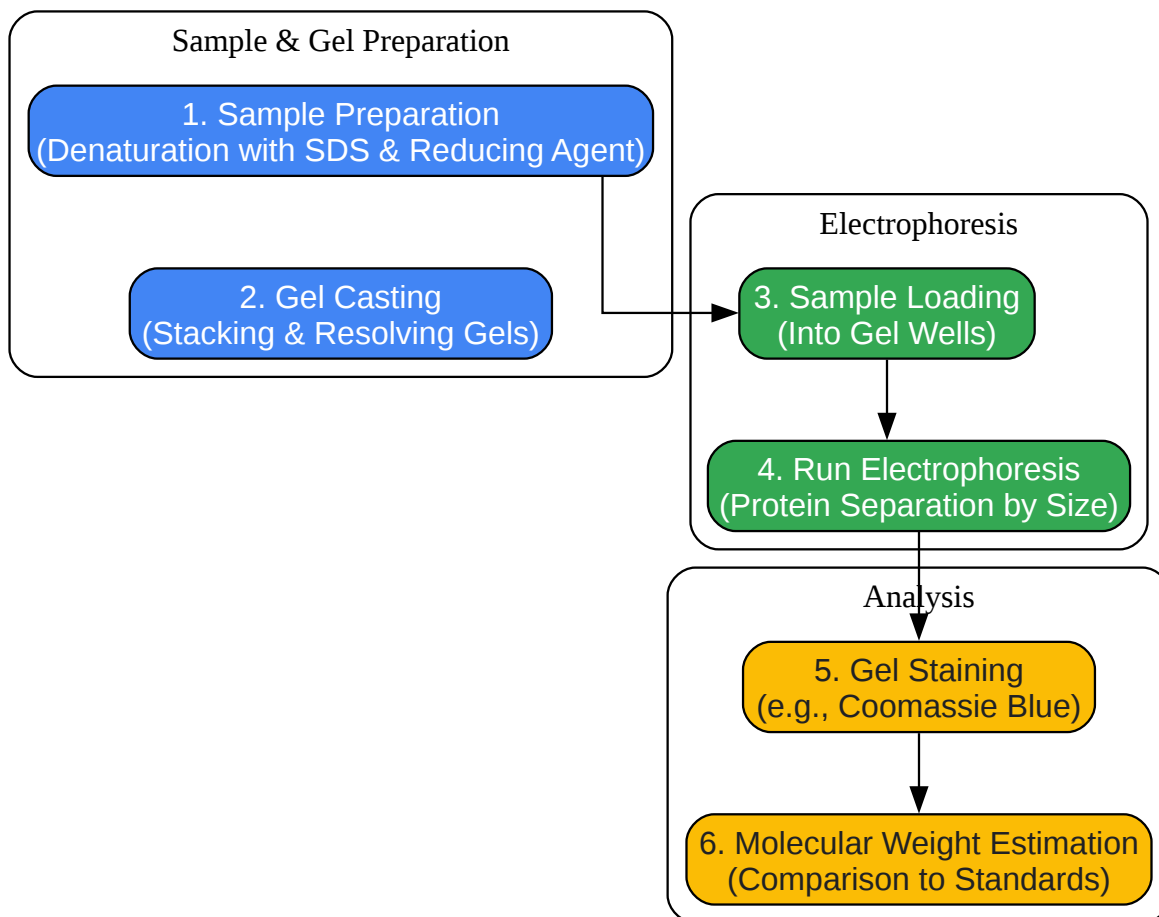 Sample & Gel Preparation
1. Sample Preparation
(Denaturation with SDS & Reducing Agent)
2. Gel Casting
(Stacking & Resolving Gels)
Electrophoresis
3. Sample Loading
(Into Gel Wells)
4. Run Electrophoresis
(Protein Separation by Size)
Analysis
5. Gel Staining
(e.g., Coomassie Blue)
6. Molecular Weight Estimation
(Comparison to Standards)